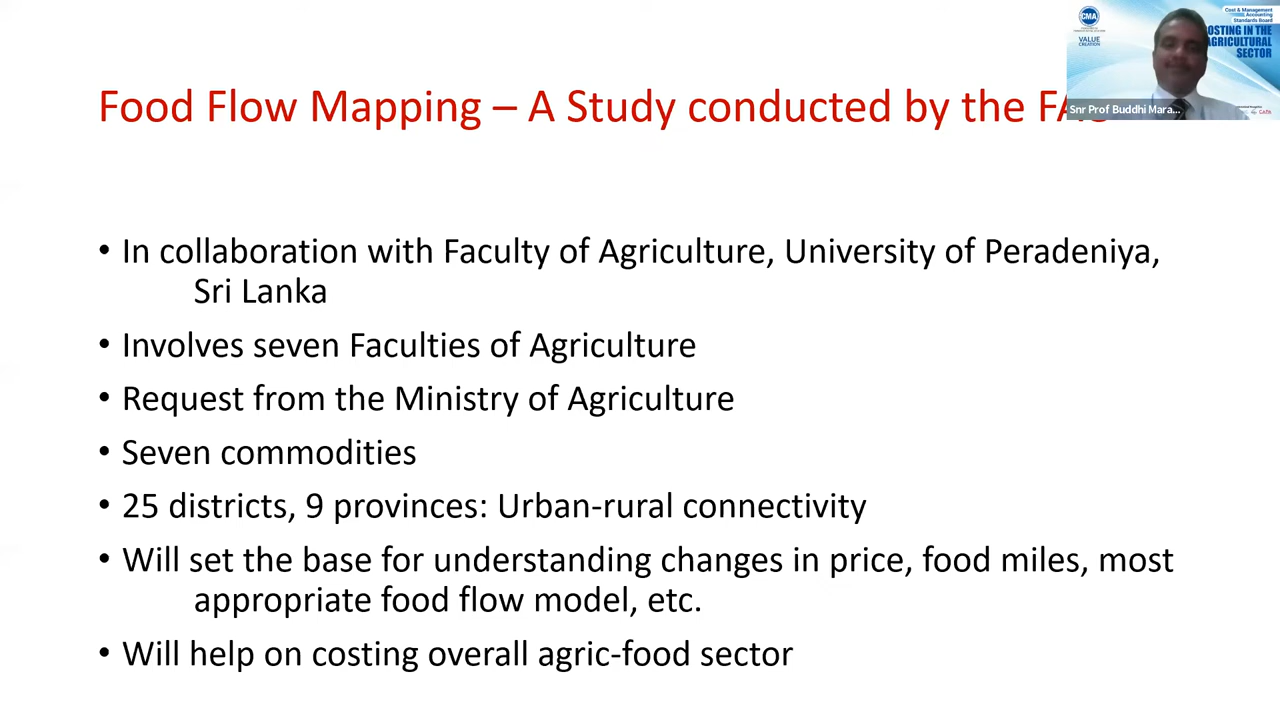 Food Flow Mapping – A Study conducted by the
• In collaboration with Faculty of Agriculture, University of Peradeniya,
Sri Lanka
• Involves seven Faculties of Agriculture
• Request from the Ministry of Agriculture
• Seven commodities
• 25 districts, 9 provinces: Urban-rural connectivity
• Will set the base for understanding changes in price, food miles, most
appropriate food flow model, etc.
• Will help on costing overall agric-food sector
CMA
VALUE
CREATION
Cost & Management
Accounting
Standards Board
IN THE
AGRICULTURAL
SECTOR
Snr Prof Buddhi Mara...